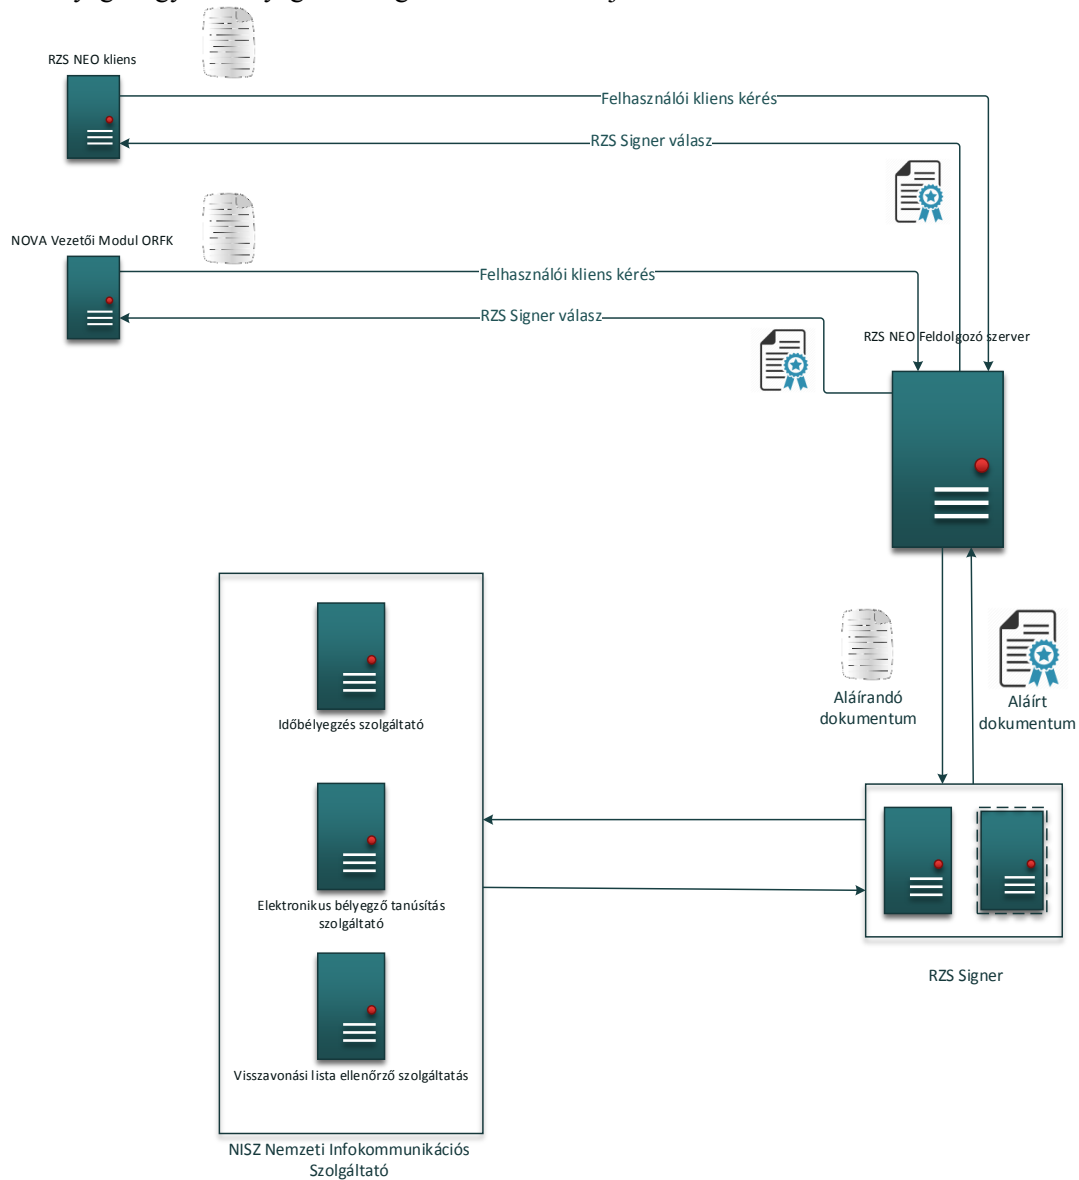 RZS NEO kliens
Felhasználói kliens kérés
RZS Signer válasz
NOVA Vezetői Modul ORFK
Felhasználói kliens kérés
RZS Signer válasz
RZS NEO Feldolgozó szerver
Aláírandó
dokumentum
Aláírt
dokumentum
Időbélyegzés szolgáltató
Elektronikus bélyegző tanúsítás
szolgáltató
RZS Signer
Visszavonási lista ellenőrző szolgáltatás
NISZ Nemzeti Infokommunikációs
Szolgáltató